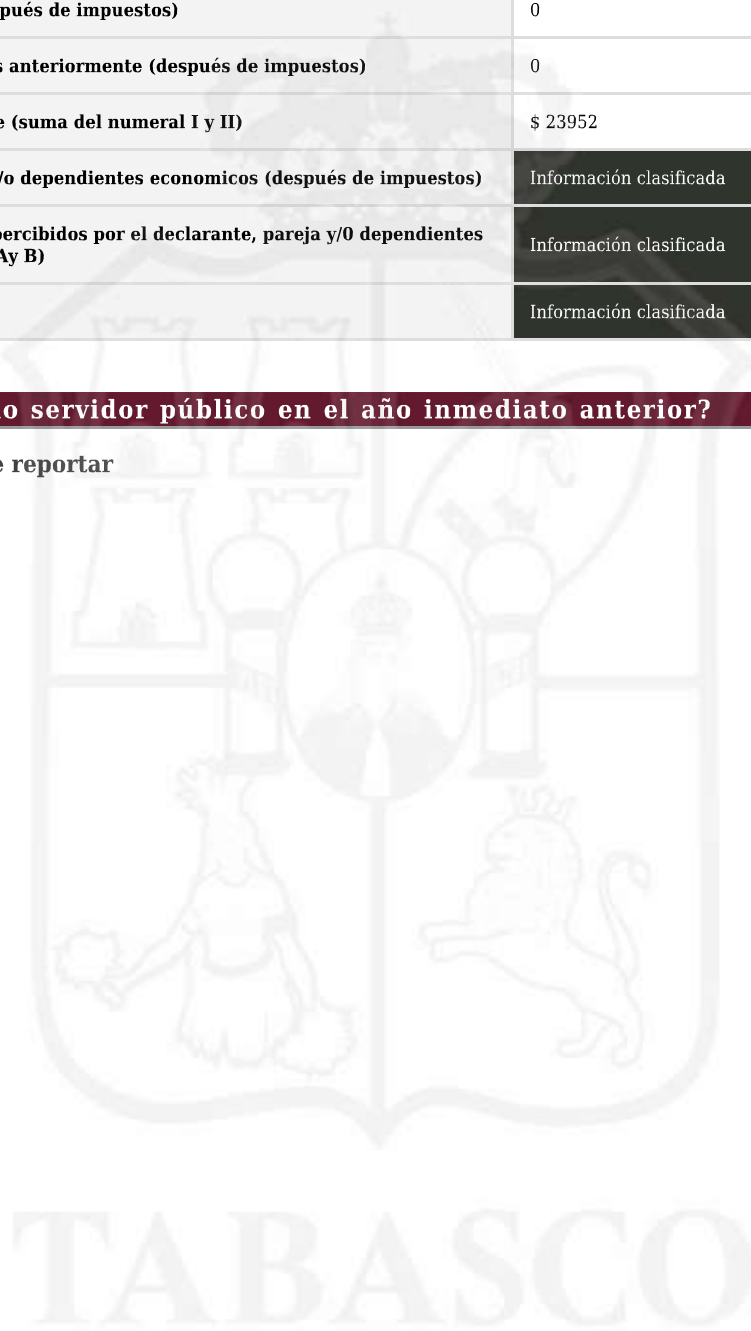 pués de impuestos)
0
s anteriormente (después de impuestos)
0
e (suma del numeral I y II)
$ 23952
/o dependientes economicos (después de impuestos)
Información clasificada
percibidos por el declarante, pareja y/0 dependientes
Ay B)
Información clasificada
Información clasificada
lo servidor público en el año inmediato anterior?
e reportar
TABASCO